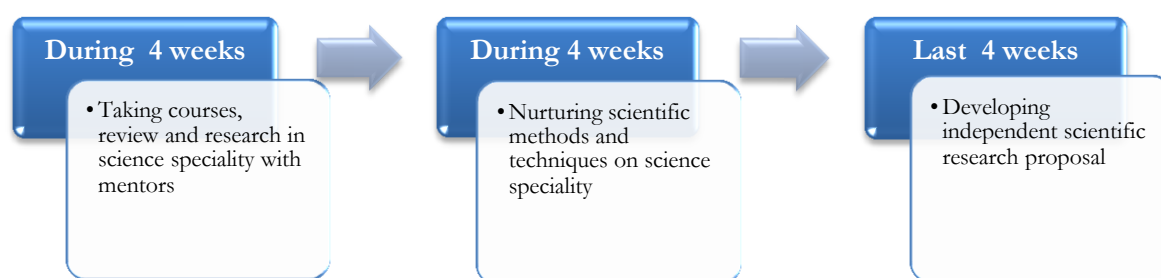 During  4 weeks
• Taking courses,
review and research in
science speciality with
mentors
During 4 weeks
• Nurturing scientific
methods and
techniques on science
speciality
Last  4 weeks
• Developing
independent scientific
research proposal